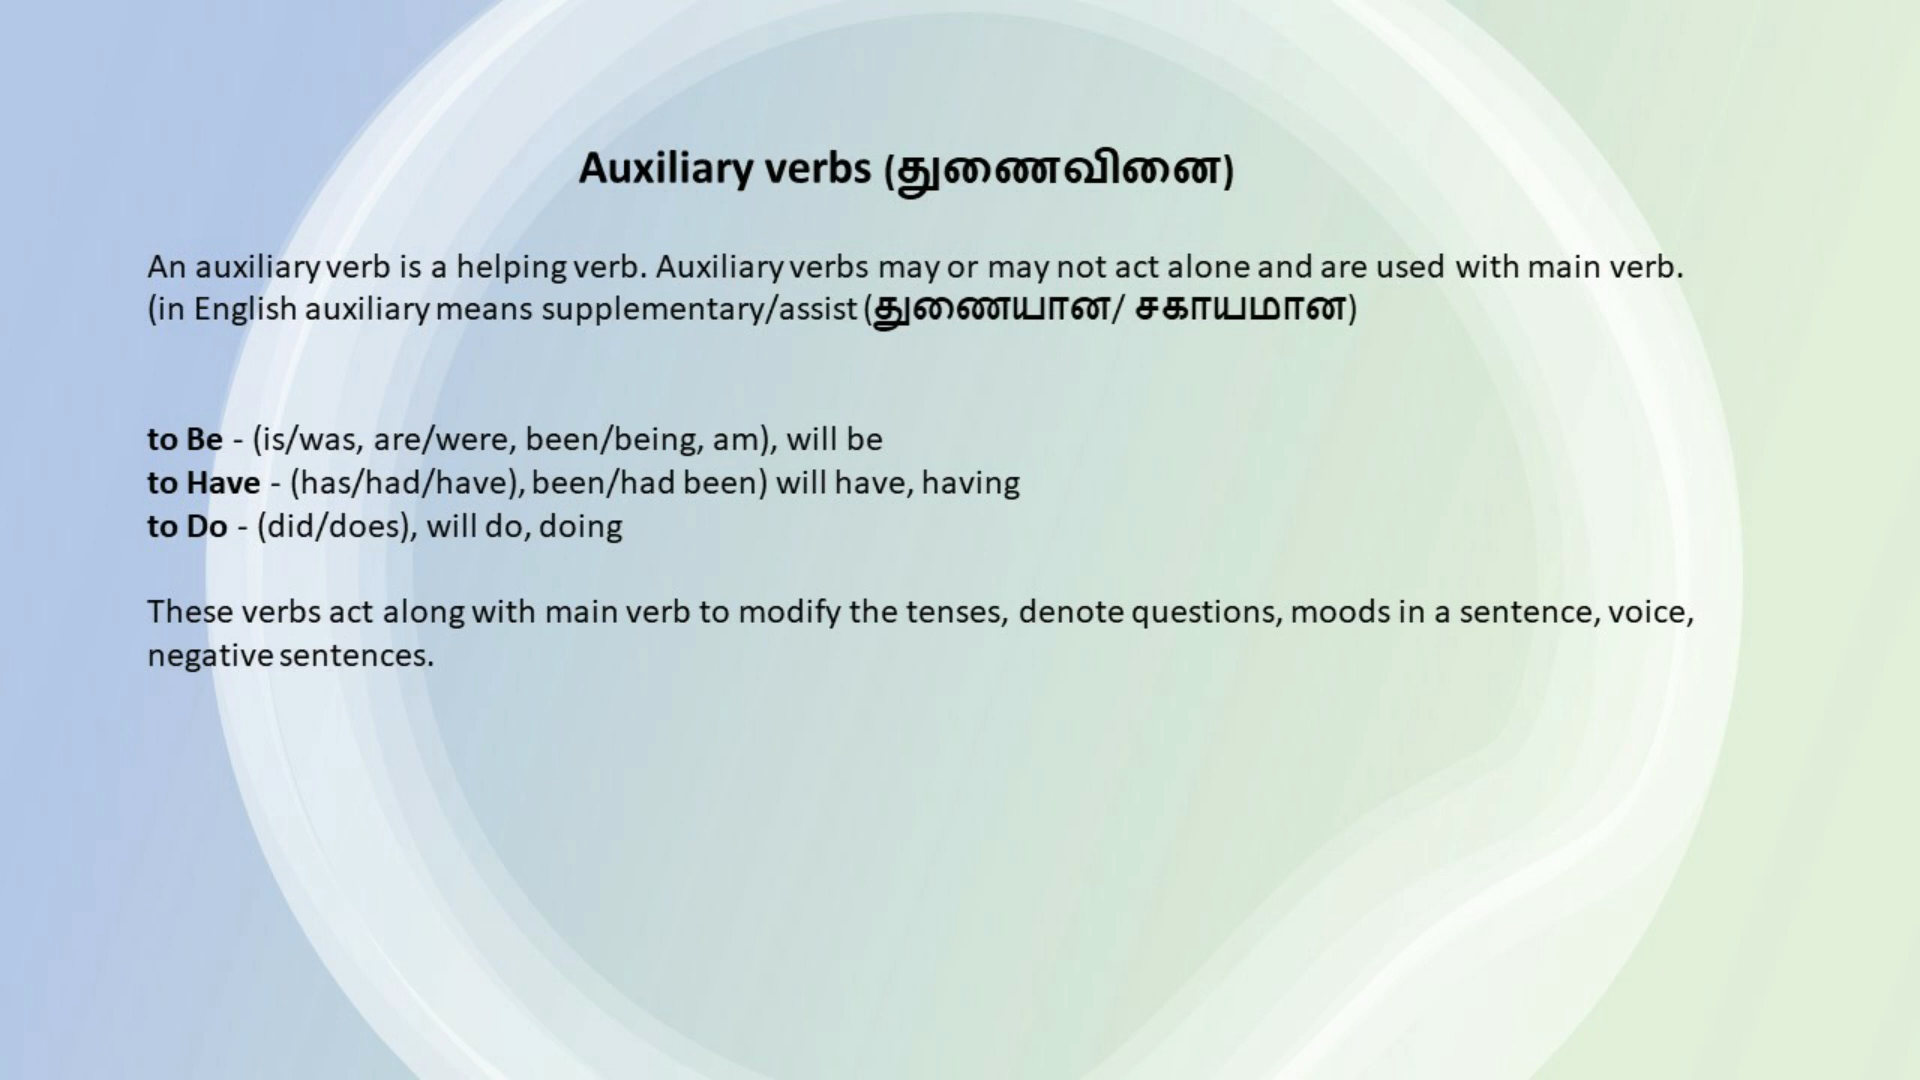 Auxiliary verbs (துணைவினை)
An auxiliary verb is a helping verb. Auxiliary verbs may or may not act alone and are used with main verb.
(in English auxiliary means supplementary/assist (துணையான/ சகாயமான)
to Be - (is/was, are/were, been/being, am), will be
to Have - (has/had/have), been/had been) will have, having
to Do - (did/does), will do, doing
These verbs act along with main verb to modify the tenses, denote questions, moods in a sentence, voice,
negative sentences.